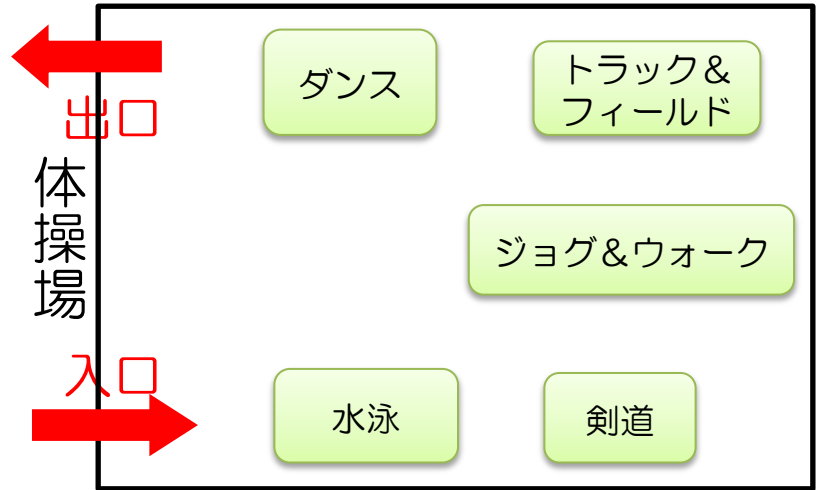 ダンス
トラック＆
フィールド
出口
体操場
ジョグ＆ウォーク
入口
水泳
剣道